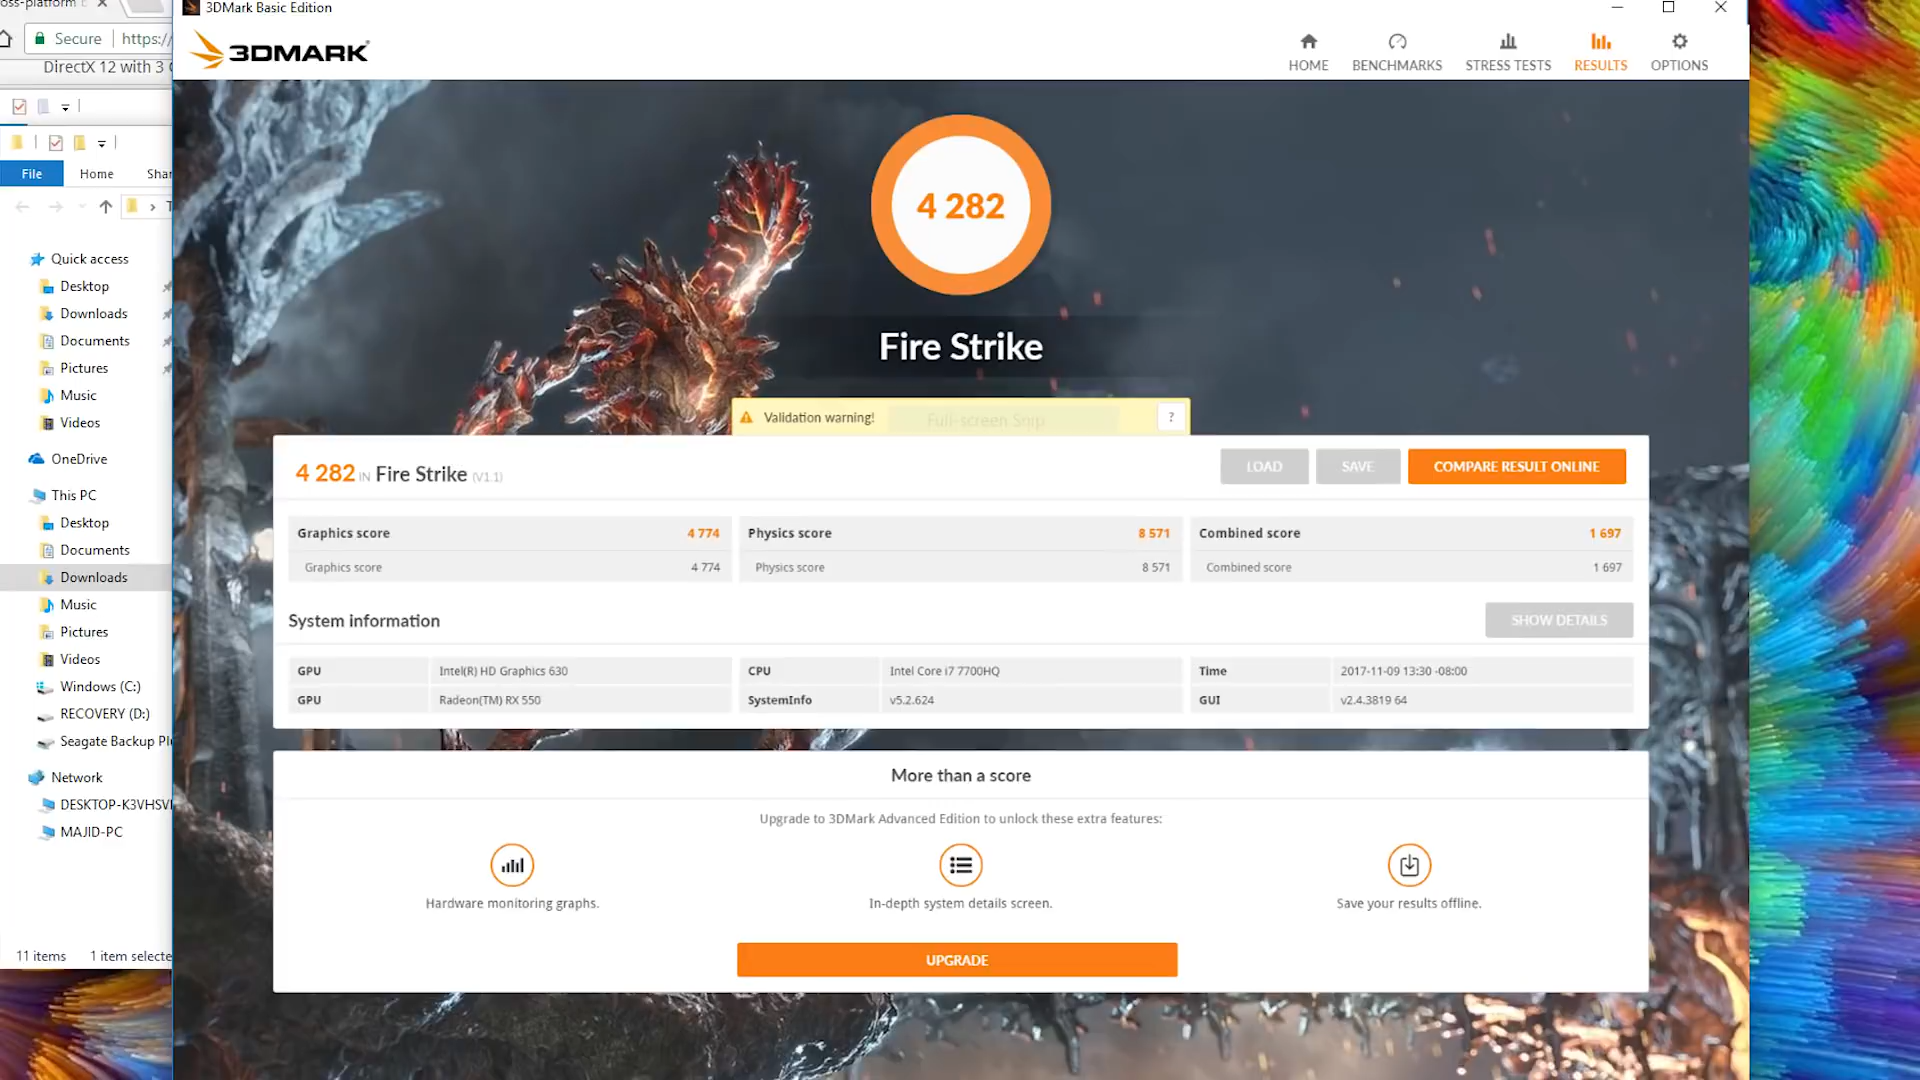 oss-platform
3DMark Basic Edition
Secure
https:/
DirectX 12 with 3
3DMARK
HOME
BENCHMARKS
STRESS TESTS
RESULTS
OPTIONS
File
Home
Shar
Quick access
Desktop
Downloads
Documents
Pictures
Music
Videos
OneDrive
This PC
Desktop
Documents
Downloads
Music
Pictures
Videos
Windows (C:)
RECOVERY (D:)
Seagate Backup Plu
Network
DESKTOP-K3VHSV
MAJID-PC
11 items
1 item selecte
4 282
Fire Strike
Validation warning!
Full-screen Snip
?
4 282 IN Fire Strike (V1.1)
LOAD
SAVE
COMPARE RESULT ONLINE
Graphics score 4 774
Graphics score 4 774
Physics score 8 571
Physics score 8 571
Combined score 1 697
Combined score 1 697
System information
SHOW DETAILS
GPU Intel(R) HD Graphics 630
GPU Radeon(TM) RX 550
CPU Intel Core i7 7700HQ
SystemInfo v5.2.624
Time 2017-11-09 13:30 -08:00
GUI v2.4.3819 64
More than a score
Upgrade to 3DMark Advanced Edition to unlock these extra features:
Hardware monitoring graphs.
In-depth system details screen.
Save your results offline.
UPGRADE